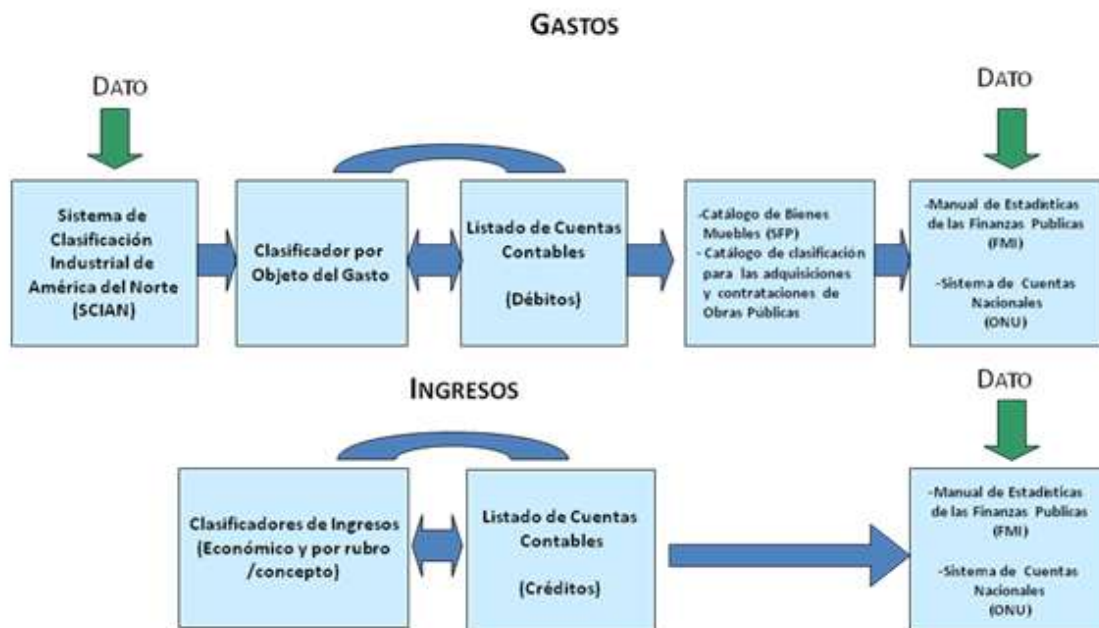 GASTOS
DATO
DATO
Sistema de
Clasificación
Industrial de
América del Norte
(SCIAN)
Clasificador por
Objeto del Gasto
Listado de Cuentas
Contables
(Débitos)
-Catálogo de Bienes
Muebles (SFP)
- Catálogo de clasificación
para las adquisiciones
y contrataciones de
Obras Públicas
-Manual de Estadísticas
de las Finanzas Publicas
(FMI)
-Sistema de Cuentas
Nacionales
(ONU)
INGRESOS
DATO
Clasificadores de Ingresos
(Económico y por rubro
/concepto)
Listado de Cuentas
Contables
(Créditos)
-Manual de Estadísticas
de las Finanzas Publicas
(FMI)
-Sistema de Cuentas
Nacionales
(ONU)